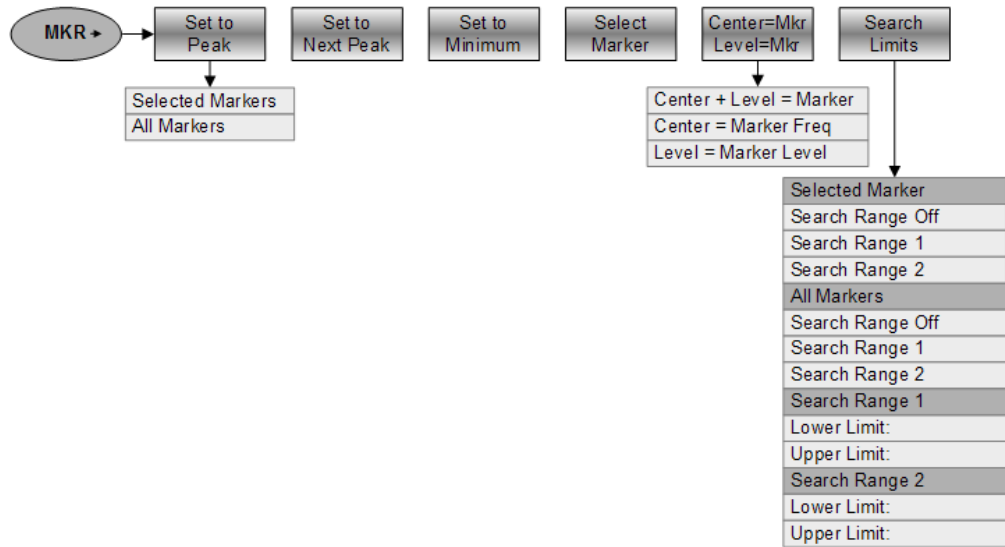 MKR
Set to
Peak
Set to
Next Peak
Set to
Minimum
Select
Marker
Center=Mkr
Level=Mkr
Search
Limits
Selected Markers
All Markers
Center + Level = Marker
Center = Marker Freq
Level = Marker Level
Selected Marker
Search Range Off
Search Range 1
Search Range 2
All Markers
Search Range Off
Search Range 1
Search Range 2
Search Range 1
Lower Limit:
Upper Limit:
Search Range 2
Lower Limit:
Upper Limit: